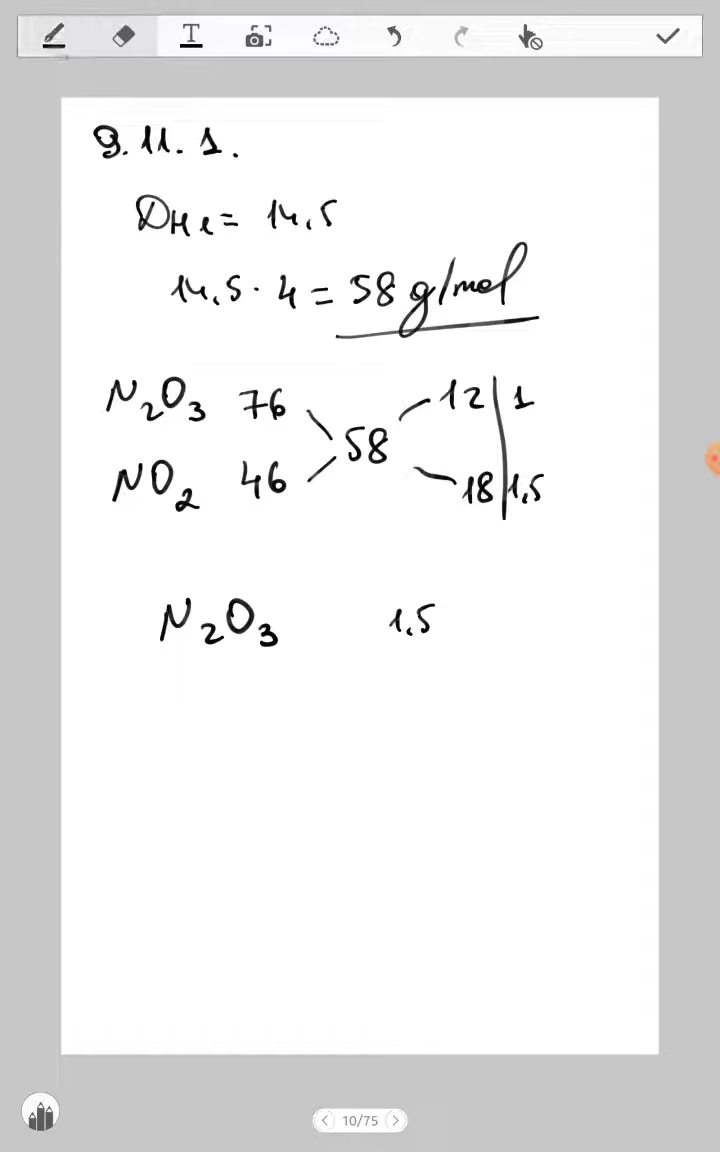 9.11.1.
DHe = 14,5
14,5 · 4 = 58 g/mol
N2O3 76 58 12 | 1
NO2 46 18 | 1,5
N2O3 1,5
10/75